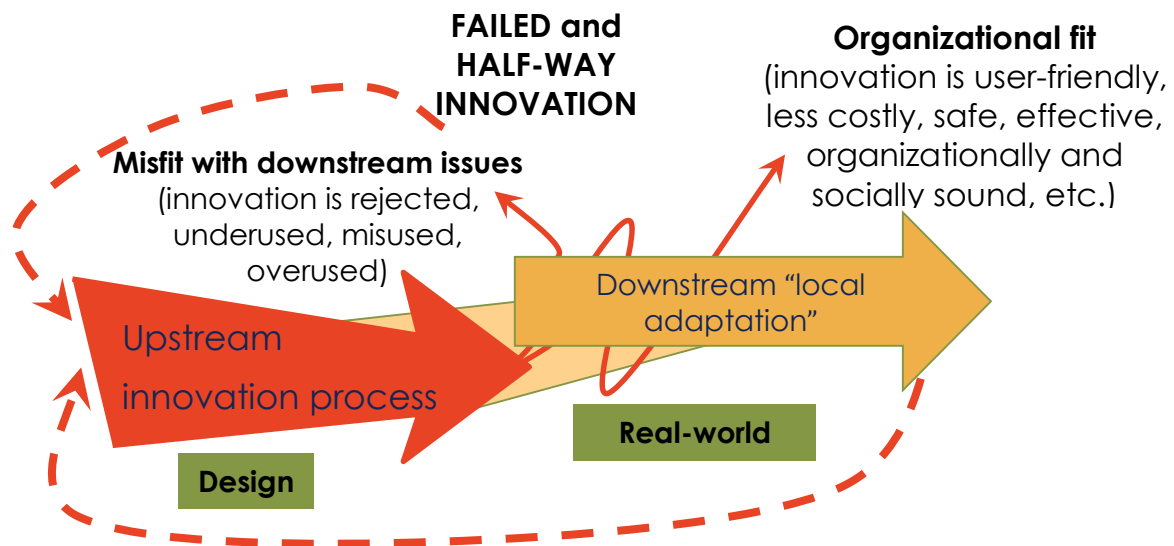 FAILED and
HALF-WAY
INNOVATION
Organizational fit
(innovation is user-friendly,
less costly, safe, effective,
organizationally and
socially sound, etc.)
Misfit with downstream issues
(innovation is rejected,
underused, misused,
overused)
Upstream
innovation process
Downstream “local
adaptation”
Design
Real-world